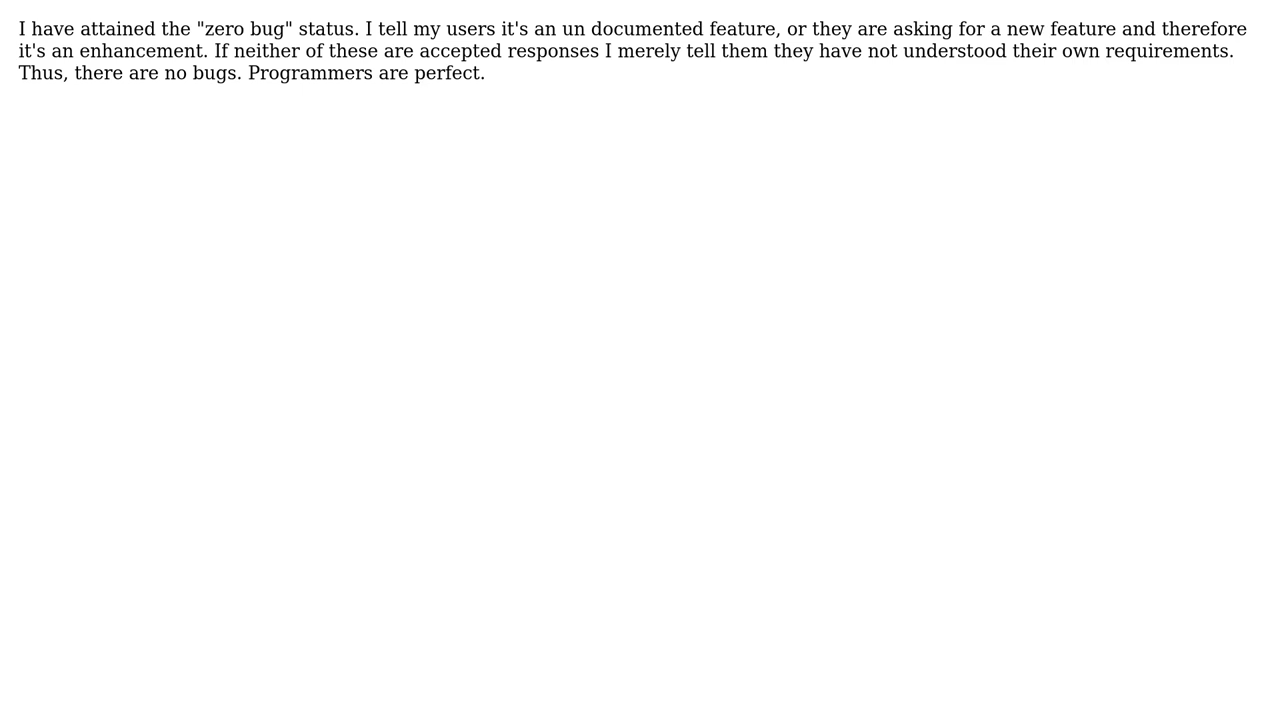 I have attained the "zero bug" status. I tell my users it's an un documented feature, or they are asking for a new feature and therefore
it's an enhancement. If neither of these are accepted responses I merely tell them they have not understood their own requirements.
Thus, there are no bugs. Programmers are perfect.